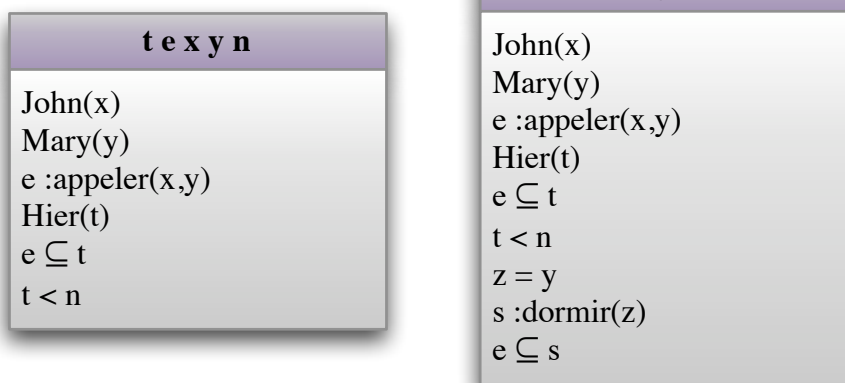 t e x y n
John(x)
Mary(y)
e :appeler(x,y)
Hier(t)
e ⊆ t
t < n
John(x)
Mary(y)
e :appeler(x,y)
Hier(t)
e ⊆ t
t < n
z = y
s :dormir(z)
e ⊆ s